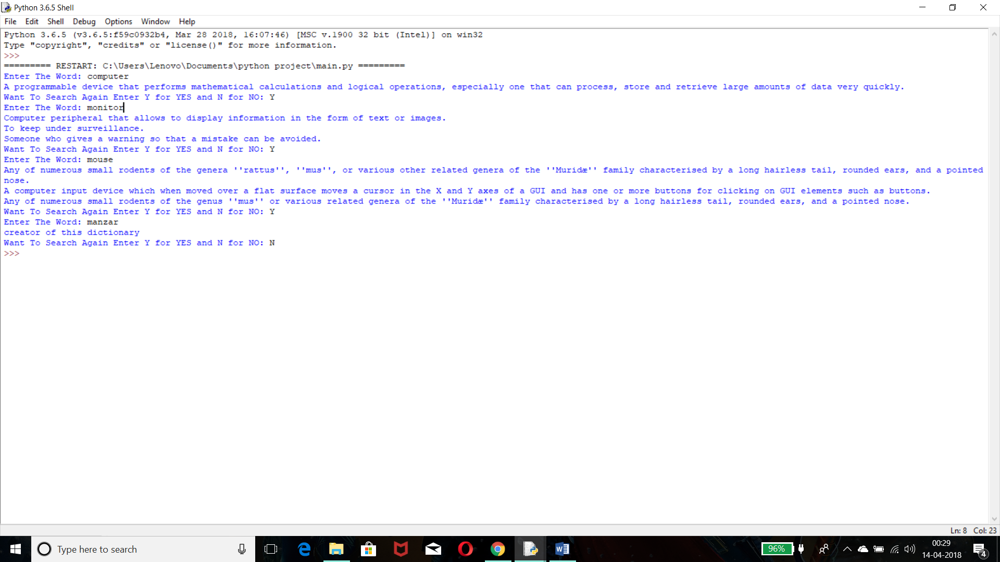 Python 3.6.5 Shell
File Edit Shell Debug Options Window Help
Python 3.6.5 (v3.6.5:f59c0932b4, Mar 28 2018, 16:07:46) [MSC v.1900 32 bit (Intel)] on win32
Type "copyright", "credits" or "license()" for more information.
>>>
========= RESTART: C:\Users\Lenovo\Documents\python project\main.py =========
Enter The Word: computer
A programmable device that performs mathematical calculations and logical operations, especially one that can process, store and retrieve large amounts of data very quickly.
Want To Search Again Enter Y for YES and N for NO: Y
Enter The Word: monitor
Computer peripheral that allows to display information in the form of text or images.
To keep under surveillance.
Someone who gives a warning so that a mistake can be avoided.
Want To Search Again Enter Y for YES and N for NO: Y
Enter The Word: mouse
Any of numerous small rodents of the genera ''rattus'', ''mus'', or various other related genera of the ''Muridæ'' family characterised by a long hairless tail, rounded ears, and a pointed
nose.
A computer input device which when moved over a flat surface moves a cursor in the X and Y axes of a GUI and has one or more buttons for clicking on GUI elements such as buttons.
Any of numerous small rodents of the genus ''mus'' or various related genera of the ''Muridæ'' family characterised by a long hairless tail, rounded ears, and a pointed nose.
Want To Search Again Enter Y for YES and N for NO: Y
Enter The Word: manzar
creator of this dictionary
Want To Search Again Enter Y for YES and N for NO: N
>>>
Ln: 8 Col: 23
Type here to search
96%
00:29
14-04-2018
4